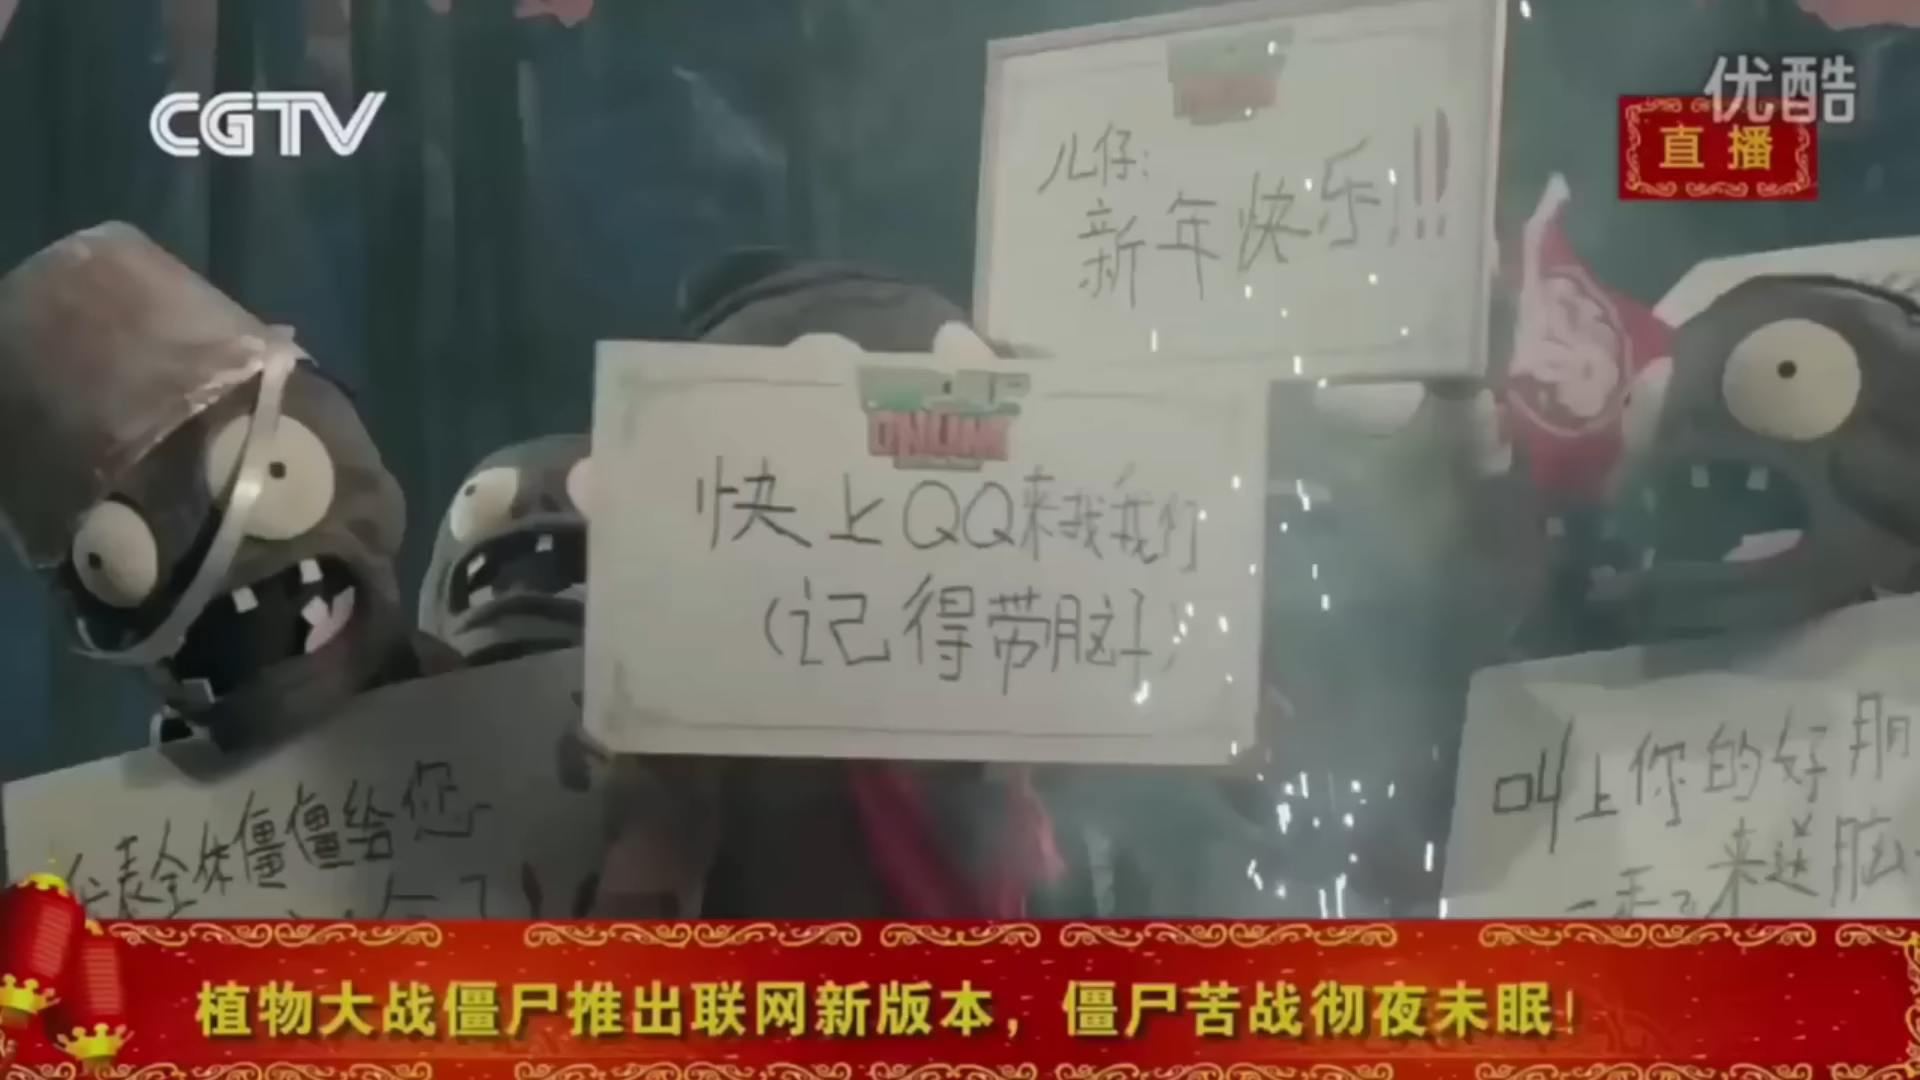 CGTV
优酷
直播
儿仔:
新年快乐!!
ONLINE
快上QQ来找我们
(记得带脑子)
叫上你的好朋
来送脑
代表全体僵僵给您
植物大战僵尸推出联网新版本，僵尸苦战彻夜未眠！